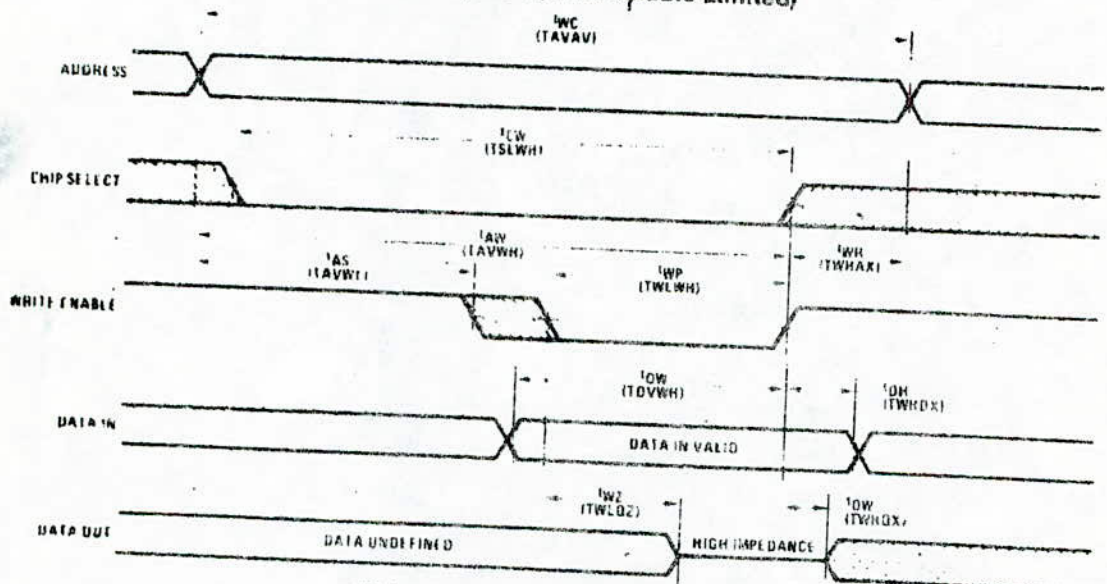 LIMITED)
tWC
(TAVAV)
ADDRESS
tCW
(TSLWH)
CHIP SELECT
tAW
(TAVWH)
tAS
(TAVWL)
tWP
(TWLWH)
tWR
(TWHAX)
WRITE ENABLE
tDW
(TDVWH)
tDH
(TWHDX)
DATA IN
DATA IN VALID
tWZ
(TWLQZ)
tOW
(TWHQX)
DATA OUT
DATA UNDEFINED
HIGH IMPEDANCE